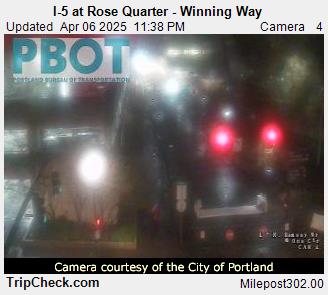 I-5 at Rose Quarter - Winning Way
Updated Apr 06 2025 11:38 PM Camera 4
PBOT
PORTLAND BUREAU OF TRANSPORTATION
Camera courtesy of the City of Portland
TripCheck.com Milepost302.00